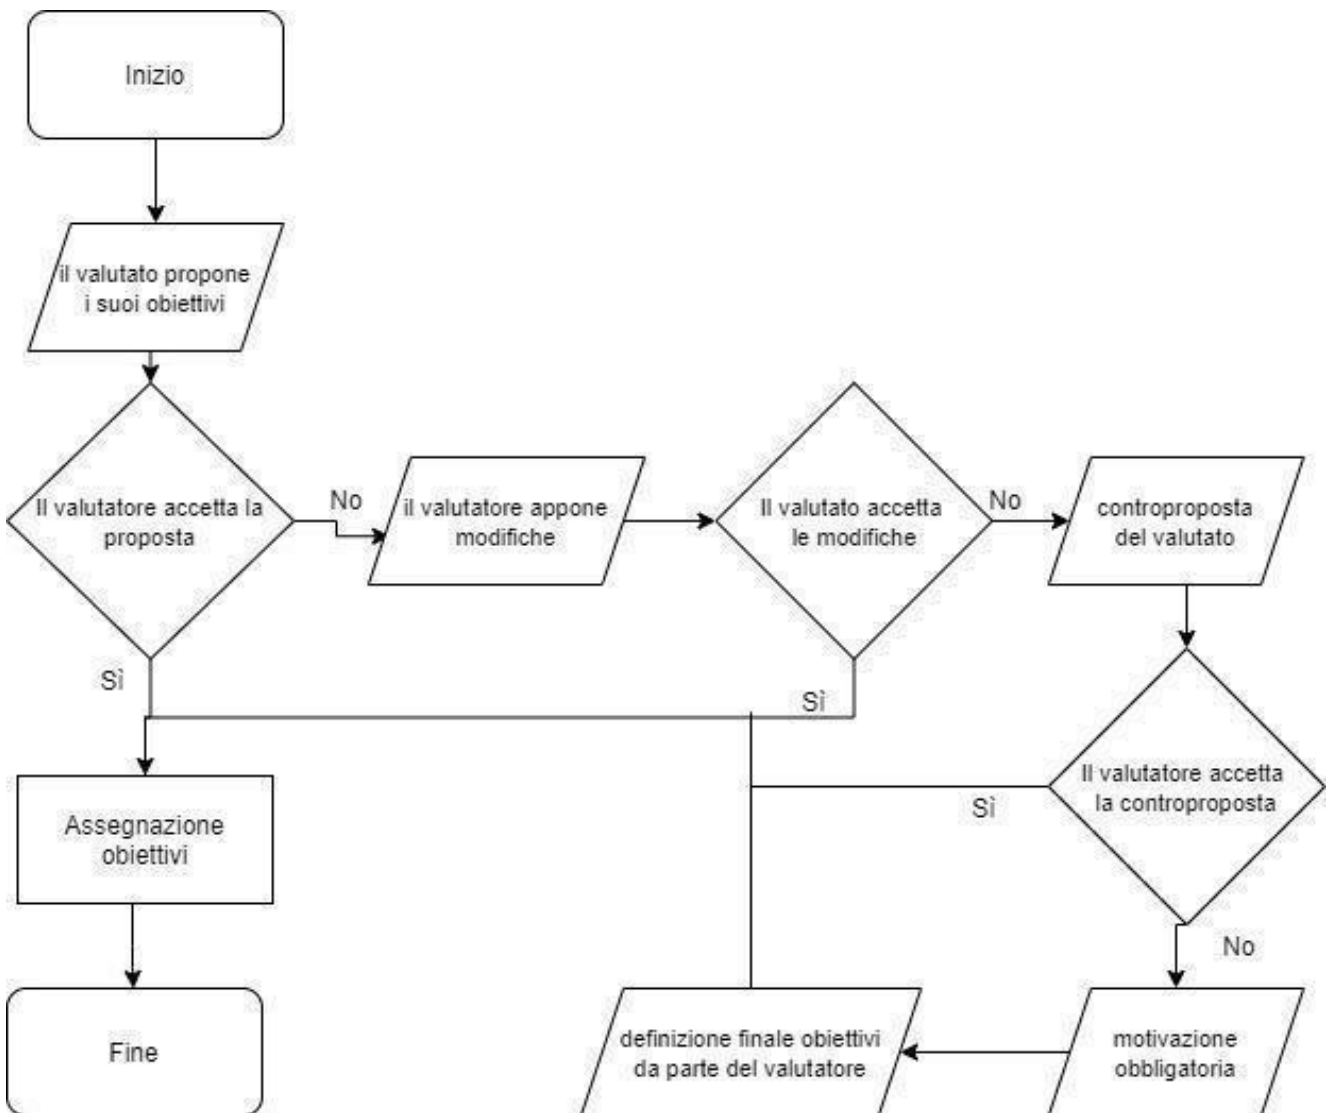 Inizio
il valutato propone
i suoi obiettivi
Il valutatore accetta la
proposta
No
il valutatore appone
modifiche
Il valutato accetta
le modifiche
No
controproposta
del valutato
Sì
Sì
Il valutatore accetta
la controproposta
Sì
No
Assegnazione
obiettivi
Fine
definizione finale obiettivi
da parte del valutatore
motivazione
obbligatoria